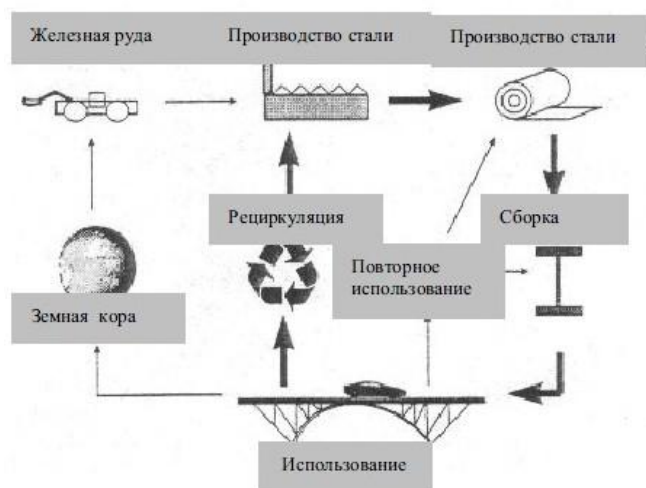 Железная руда
Производство стали
Производство стали
Рециркуляция
Сборка
Повторное
использование
Земная кора
Использование